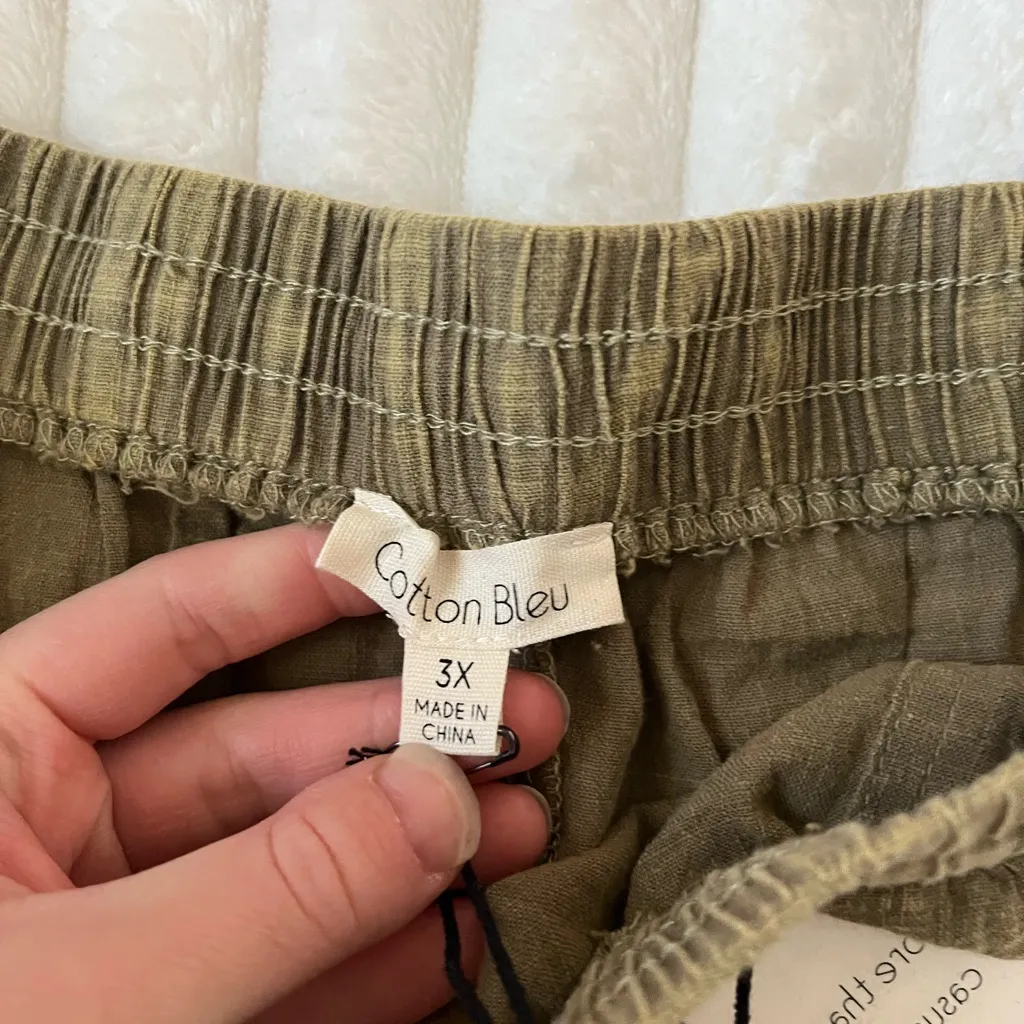 Cotton Bleu
3X
MADE IN
CHINA